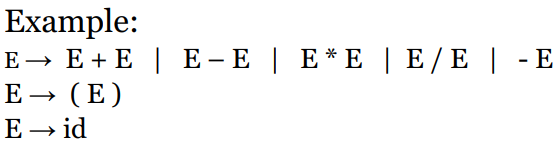 Example:
E → E + E | E – E | E * E | E / E | - E
E → ( E )
E → id